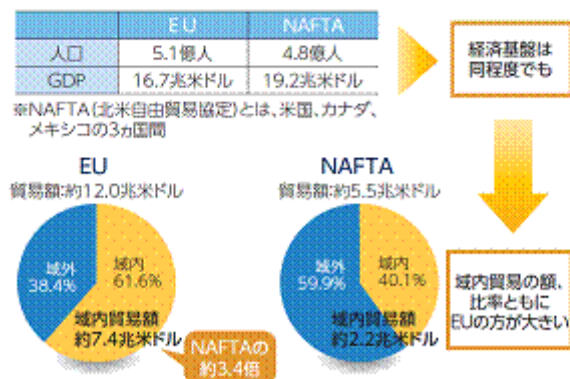 EU NAFTA
人口 5.1億人 4.8億人
GDP 16.7兆米ドル 19.2兆米ドル
※NAFTA(北米自由貿易協定)とは、米国、カナダ、
メキシコの3ヵ国間
経済基盤は
同程度でも
EU
貿易額:約12.0兆米ドル
域外
38.4%
域内
61.6%
域内貿易額
約7.4兆米ドル
NAFTAの
約3.4倍
NAFTA
貿易額:約5.5兆米ドル
域外
59.9%
域内
40.1%
域内貿易額
約2.2兆米ドル
域内貿易の額、
比率ともに
EUの方が大きい